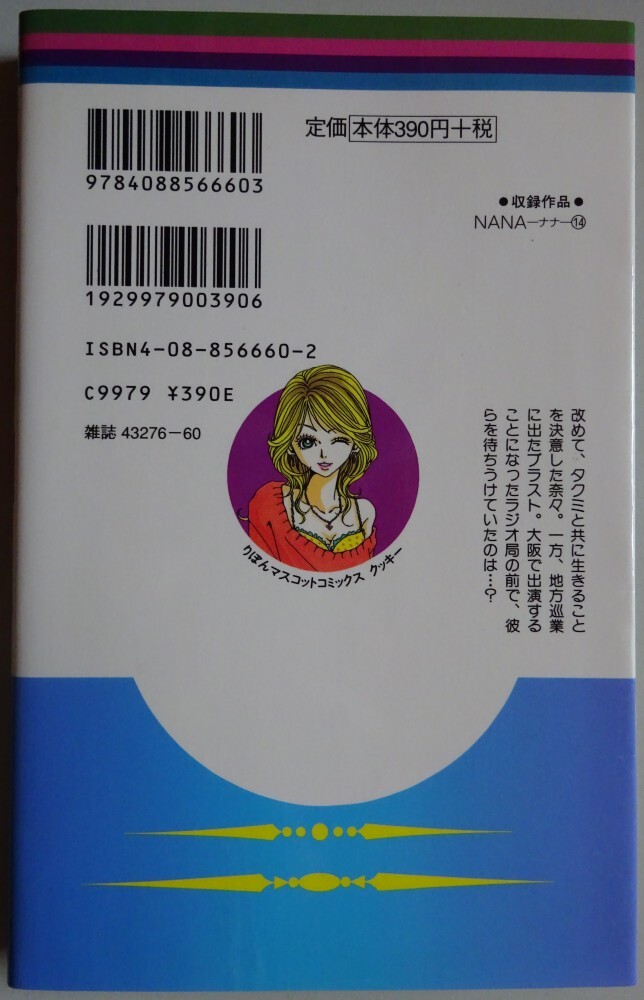 定価 本体390円+税
9784088566603
●収録作品●
NANA―ナナ―⑭
1929979003906
ISBN4-08-856660-2
C9979 ¥390E
雑誌 43276-60
りぼんマスコットコミックス クッキー
改めて、タクミと共に生きること
を決意した奈々。一方、地方巡業
に出たブラスト。大阪で出演する
ことになったラジオ局の前で、彼
らを待ちうけていたのは…?